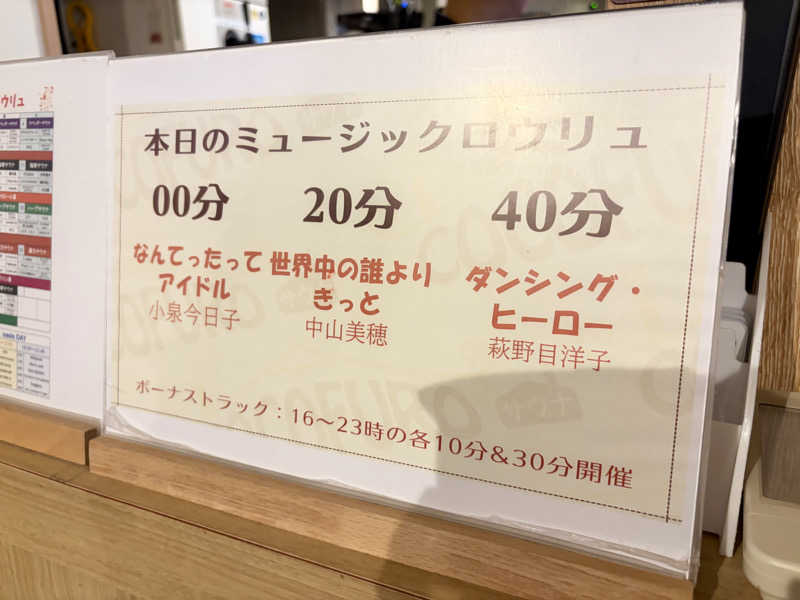 ウリュ
本日のミュージックロウリュ
00分 20分 40分
なんてったって
アイドル
小泉今日子
世界中の誰より
きっと
中山美穂
ダンシング・
ヒーロー
萩野目洋子
ボーナストラック：16〜23時の各10分&30分開催